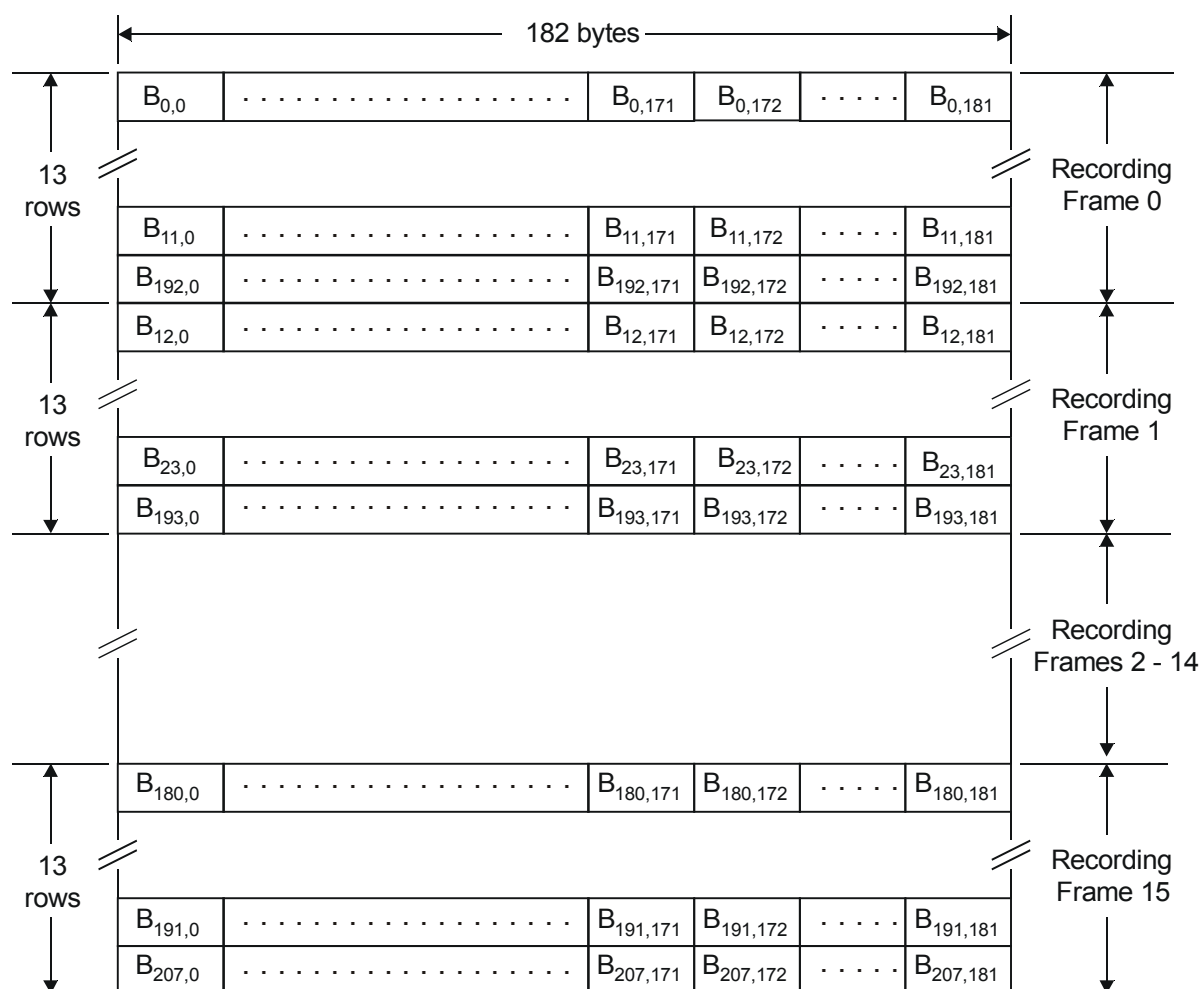 182 bytes
B0,0 . . . . . . . . . . . . . . . . . . . B0,171 B0,172 . . . . . B0,181
13
rows
Recording
Frame 0
B11,0 . . . . . . . . . . . . . . . . . . . B11,171 B11,172 . . . . . B11,181
B192,0 . . . . . . . . . . . . . . . . . . . B192,171 B192,172 . . . . . B192,181
B12,0 . . . . . . . . . . . . . . . . . . . B12,171 B12,172 . . . . . B12,181
13
rows
Recording
Frame 1
B23,0 . . . . . . . . . . . . . . . . . . . B23,171 B23,172 . . . . . B23,181
B193,0 . . . . . . . . . . . . . . . . . . . B193,171 B193,172 . . . . . B193,181
Recording
Frames 2 - 14
B180,0 . . . . . . . . . . . . . . . . . . . B180,171 B180,172 . . . . . B180,181
13
rows
Recording
Frame 15
B191,0 . . . . . . . . . . . . . . . . . . . B191,171 B191,172 . . . . . B191,181
B207,0 . . . . . . . . . . . . . . . . . . . B207,171 B207,172 . . . . . B207,181